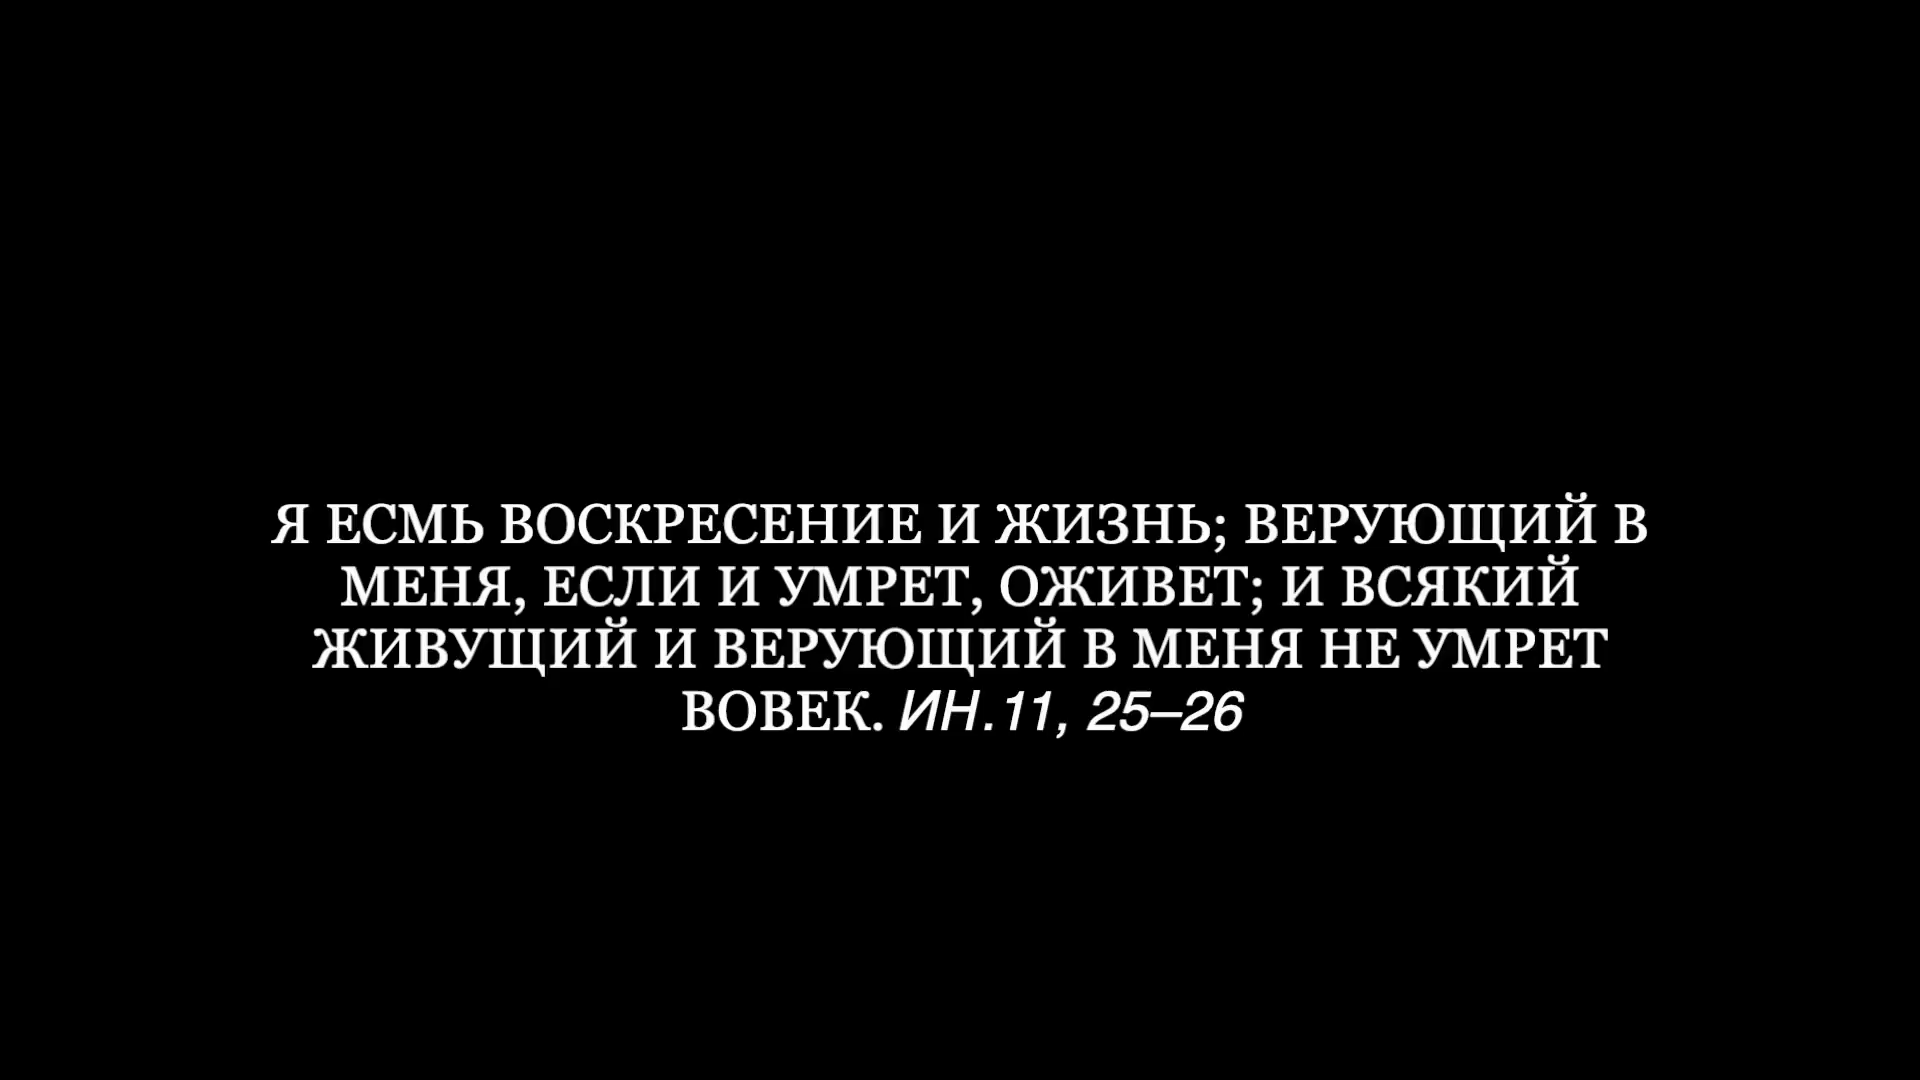 Я ЕСМЬ ВОСКРЕСЕНИЕ И ЖИЗНЬ; ВЕРУЮЩИЙ В
МЕНЯ, ЕСЛИ И УМРЕТ, ОЖИВЕТ; И ВСЯКИЙ
ЖИВУЩИЙ И ВЕРУЮЩИЙ В МЕНЯ НЕ УМРЕТ
ВОВЕК. ИН.11, 25–26